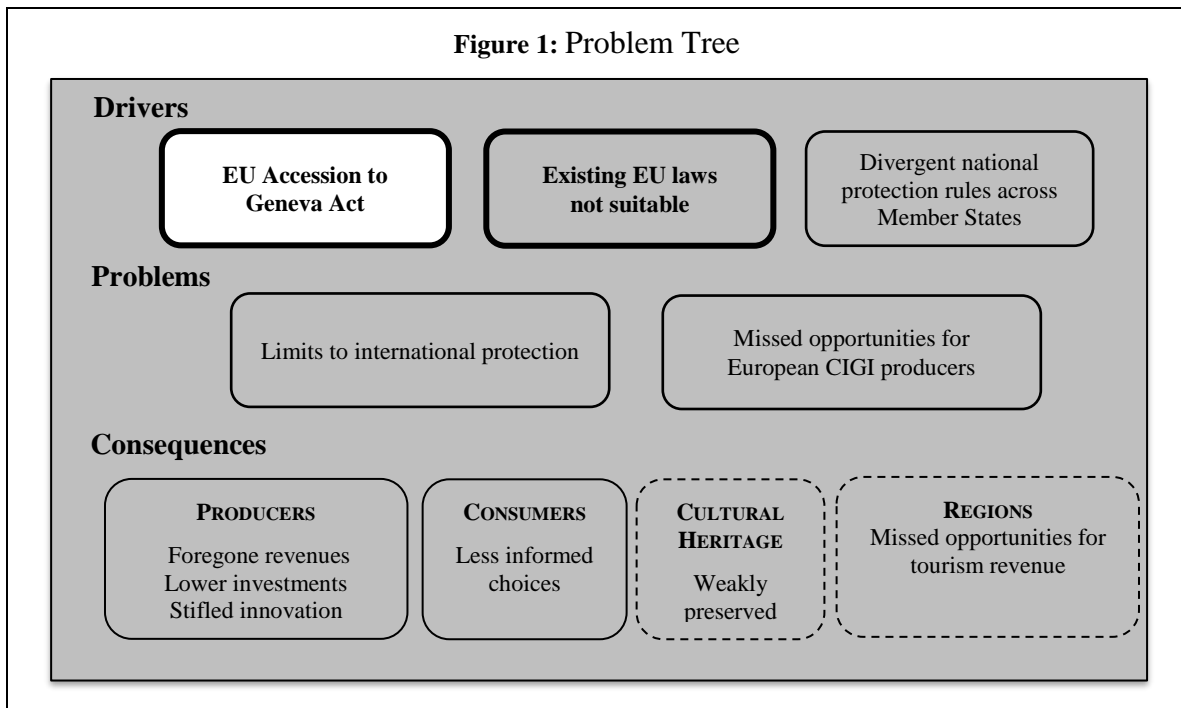 Figure 1: Problem Tree
Drivers
EU Accession to
Geneva Act
Existing EU laws
not suitable
Divergent national
protection rules across
Member States
Problems
Limits to international protection
Missed opportunities for
European CIGI producers
Consequences
PRODUCERS
Foregone revenues
Lower investments
Stifled innovation
CONSUMERS
Less informed
choices
CULTURAL
HERITAGE
Weakly
preserved
REGIONS
Missed opportunities for
tourism revenue